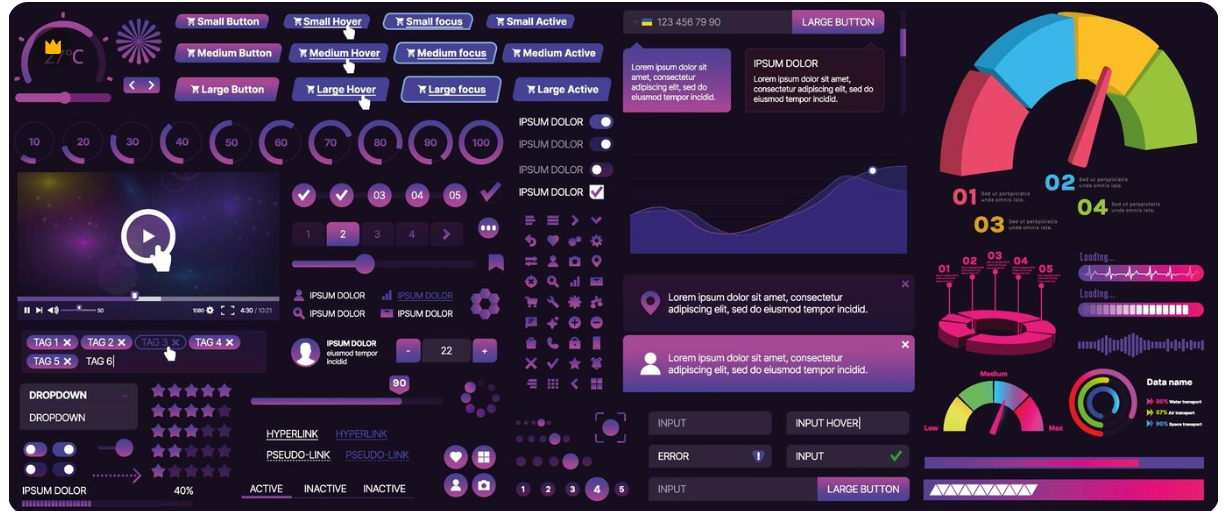 Small Button
Small Hover
Small focus
Small Active
Medium Button
Medium Hover
Medium focus
Medium Active
Large Button
Large Hover
Large focus
Large Active
27°C
10
20
30
40
50
60
70
80
90
100
IPSUM DOLOR
IPSUM DOLOR
IPSUM DOLOR
IPSUM DOLOR
03
04
05
1
2
3
4
50
1080
4:30 / 10:21
IPSUM DOLOR
IPSUM DOLOR
IPSUM DOLOR
IPSUM DOLOR
IPSUM DOLOR
eiusmod tempor
incidid
-
22
+
TAG 1
TAG 2
TAG 3
TAG 4
TAG 5
TAG 6
DROPDOWN
DROPDOWN
90
HYPERLINK
HYPERLINK
PSEUDO-LINK
PSEUDO-LINK
ACTIVE
INACTIVE
INACTIVE
IPSUM DOLOR
40%
1
2
3
4
5
123 456 79 90
LARGE BUTTON
Lorem ipsum dolor sit
amet, consectetur
adipiscing elit, sed do
eiusmod tempor incidid.
IPSUM DOLOR
Lorem ipsum dolor sit amet,
consectetur adipiscing elit, sed do
eiusmod tempor incidid.
Lorem ipsum dolor sit amet, consectetur
adipiscing elit, sed do eiusmod tempor incidid.
Lorem ipsum dolor sit amet, consectetur
adipiscing elit, sed do eiusmod tempor incidid.
INPUT
INPUT HOVER
ERROR
INPUT
INPUT
LARGE BUTTON
01
Sed ut perspiciatis
unde omnis iste.
02
Sed ut perspiciatis
unde omnis iste.
03
Sed ut perspiciatis
unde omnis iste.
04
Sed ut perspiciatis
unde omnis iste.
01
02
03
04
05
Loading...
Loading...
Medium
Low
Max
Data name
90% Water transport
57% Air transport
90% Space transport